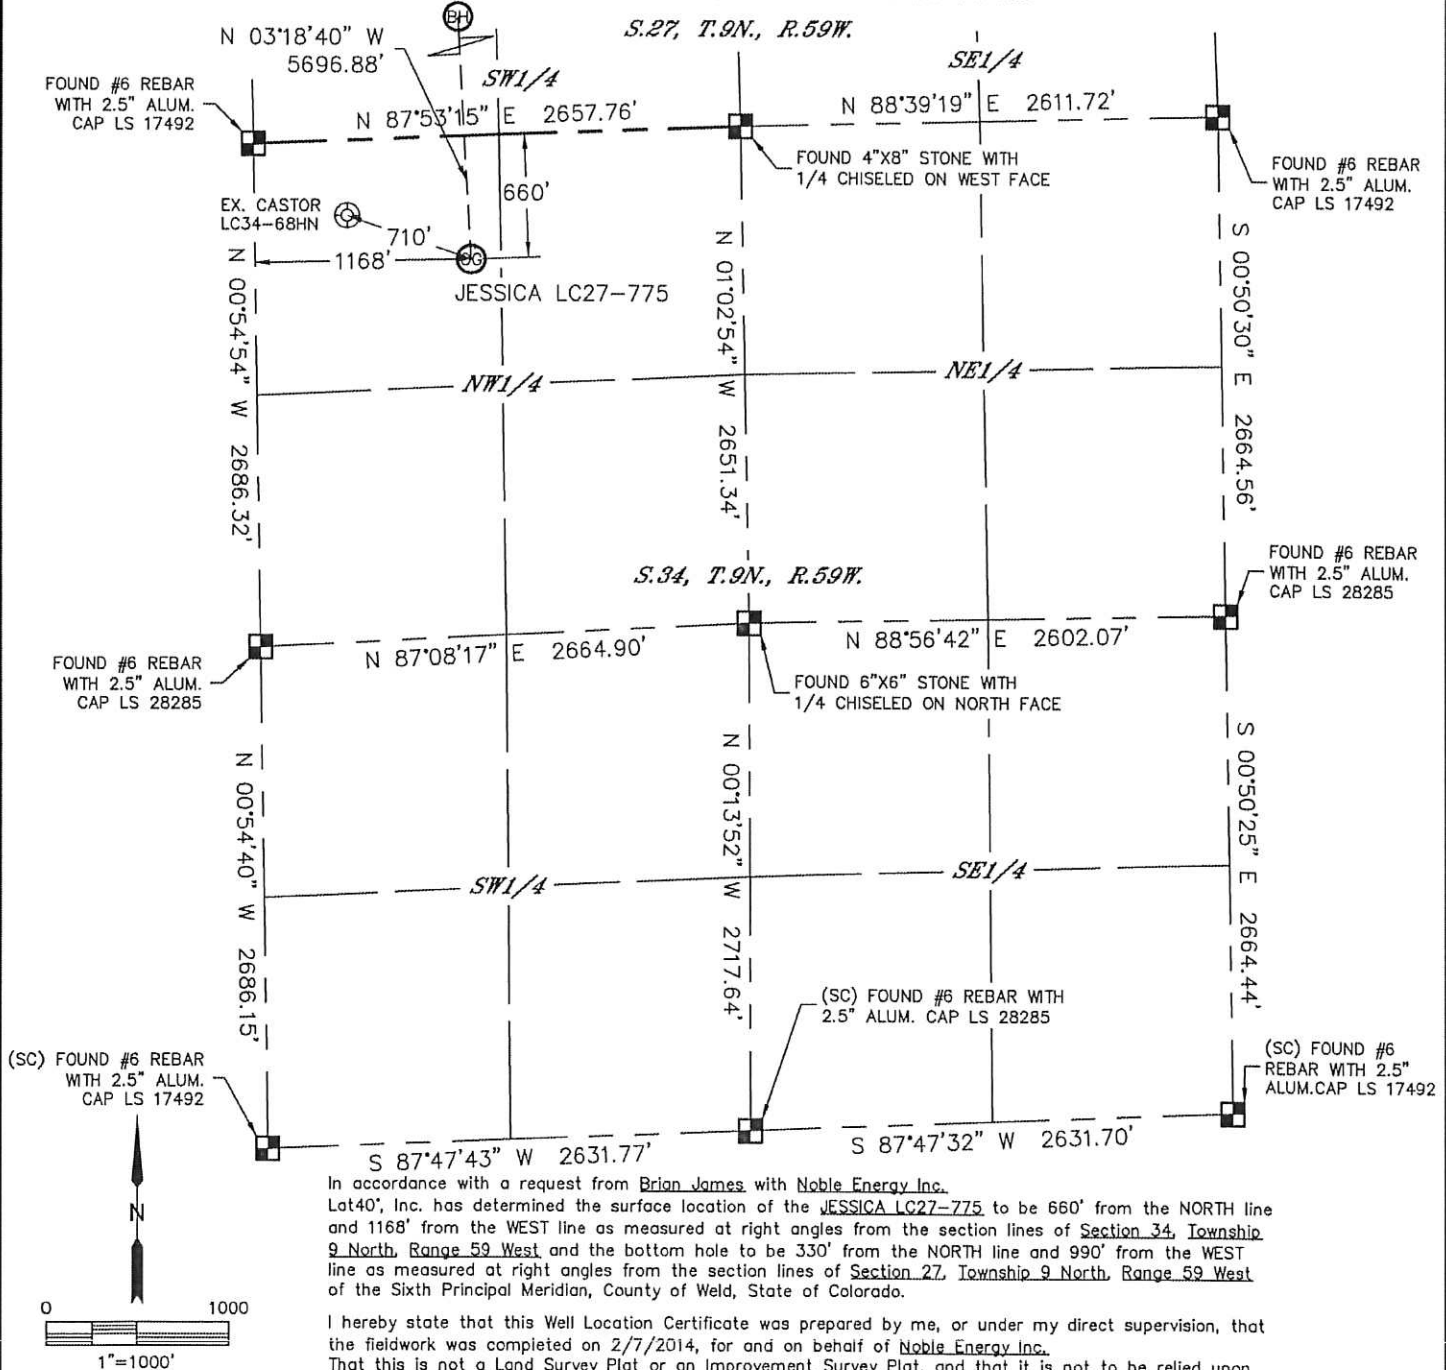 S.27, T.9N., R.59W.
BH
N 03°18'40" W
5696.88'
SW1/4
SE1/4
FOUND #6 REBAR
WITH 2.5" ALUM.
CAP LS 17492
N 87°53'15" E 2657.76'
N 88°39'19" E 2611.72'
FOUND 4"X8" STONE WITH
1/4 CHISELED ON WEST FACE
FOUND #6 REBAR
WITH 2.5" ALUM.
CAP LS 17492
660'
EX. CASTOR
LC34-68HN
710'
1168'
JESSICA LC27-775
N 00°54'54" W 2686.32'
N 01°02'54" W 2651.34'
S 00°50'30" E 2664.56'
NW1/4
NE1/4
S.34, T.9N., R.59W.
FOUND #6 REBAR
WITH 2.5" ALUM.
CAP LS 28285
N 87°08'17" E 2664.90'
N 88°56'42" E 2602.07'
FOUND #6 REBAR
WITH 2.5" ALUM.
CAP LS 28285
FOUND 6"X6" STONE WITH
1/4 CHISELED ON NORTH FACE
N 00°54'40" W 2686.15'
N 00°13'52" W 2717.64'
S 00°50'25" E 2664.44'
SW1/4
SE1/4
(SC) FOUND #6 REBAR WITH
2.5" ALUM. CAP LS 28285
(SC) FOUND #6 REBAR
WITH 2.5" ALUM.
CAP LS 17492
(SC) FOUND #6
REBAR WITH 2.5"
ALUM.CAP LS 17492
S 87°47'43" W 2631.77'
S 87°47'32" W 2631.70'
N
0 1000
1"=1000'
In accordance with a request from Brian James with Noble Energy Inc.
Lat40°, Inc. has determined the surface location of the JESSICA LC27-775 to be 660' from the NORTH line
and 1168' from the WEST line as measured at right angles from the section lines of Section 34, Township
9 North, Range 59 West and the bottom hole to be 330' from the NORTH line and 990' from the WEST
line as measured at right angles from the section lines of Section 27, Township 9 North, Range 59 West
of the Sixth Principal Meridian, County of Weld, State of Colorado.
I hereby state that this Well Location Certificate was prepared by me, or under my direct supervision, that
the fieldwork was completed on 2/7/2014, for and on behalf of Noble Energy Inc.
That this is not a Land Survey Plat or an Improvement Survey Plat, and that it is not to be relied upon